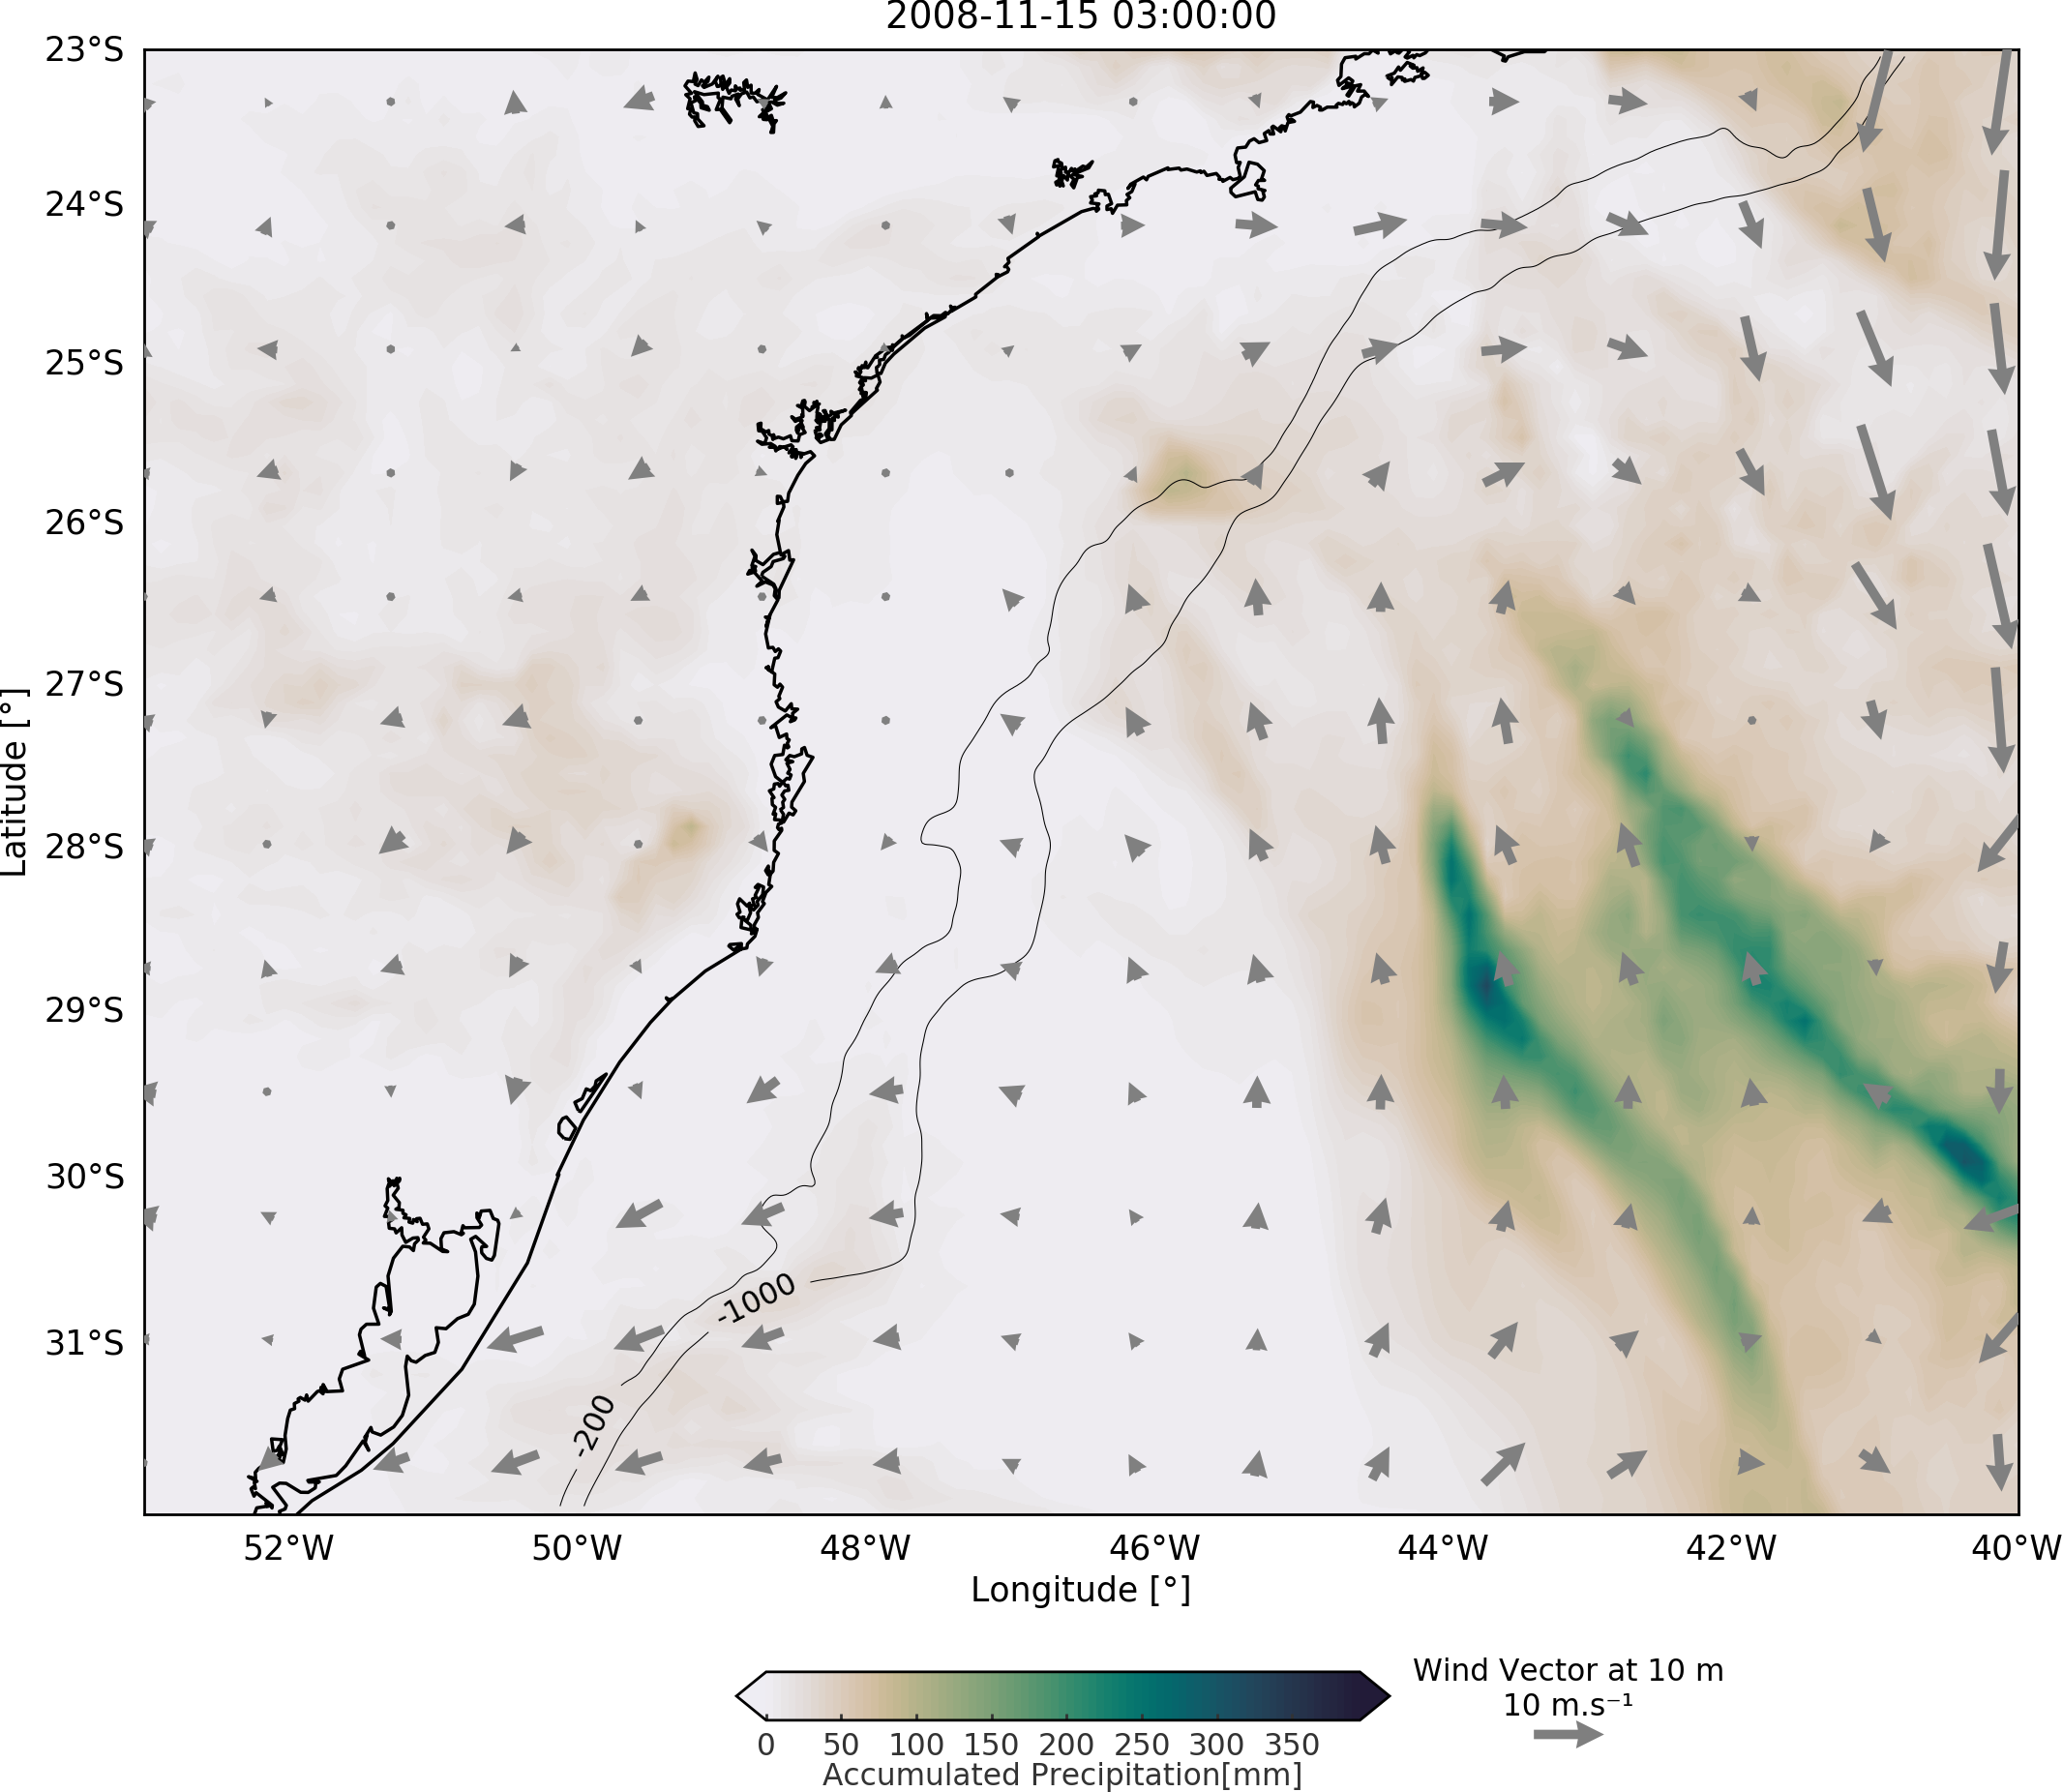 2008-11-15 03:00:00
23°S
24°S
25°S
26°S
27°S
28°S
29°S
30°S
31°S
Latitude [°]
-1000
-200
52°W 50°W 48°W 46°W 44°W 42°W 40°W
Longitude [°]
0 50 100 150 200 250 300 350
Accumulated Precipitation[mm]
Wind Vector at 10 m
10 m.s⁻¹